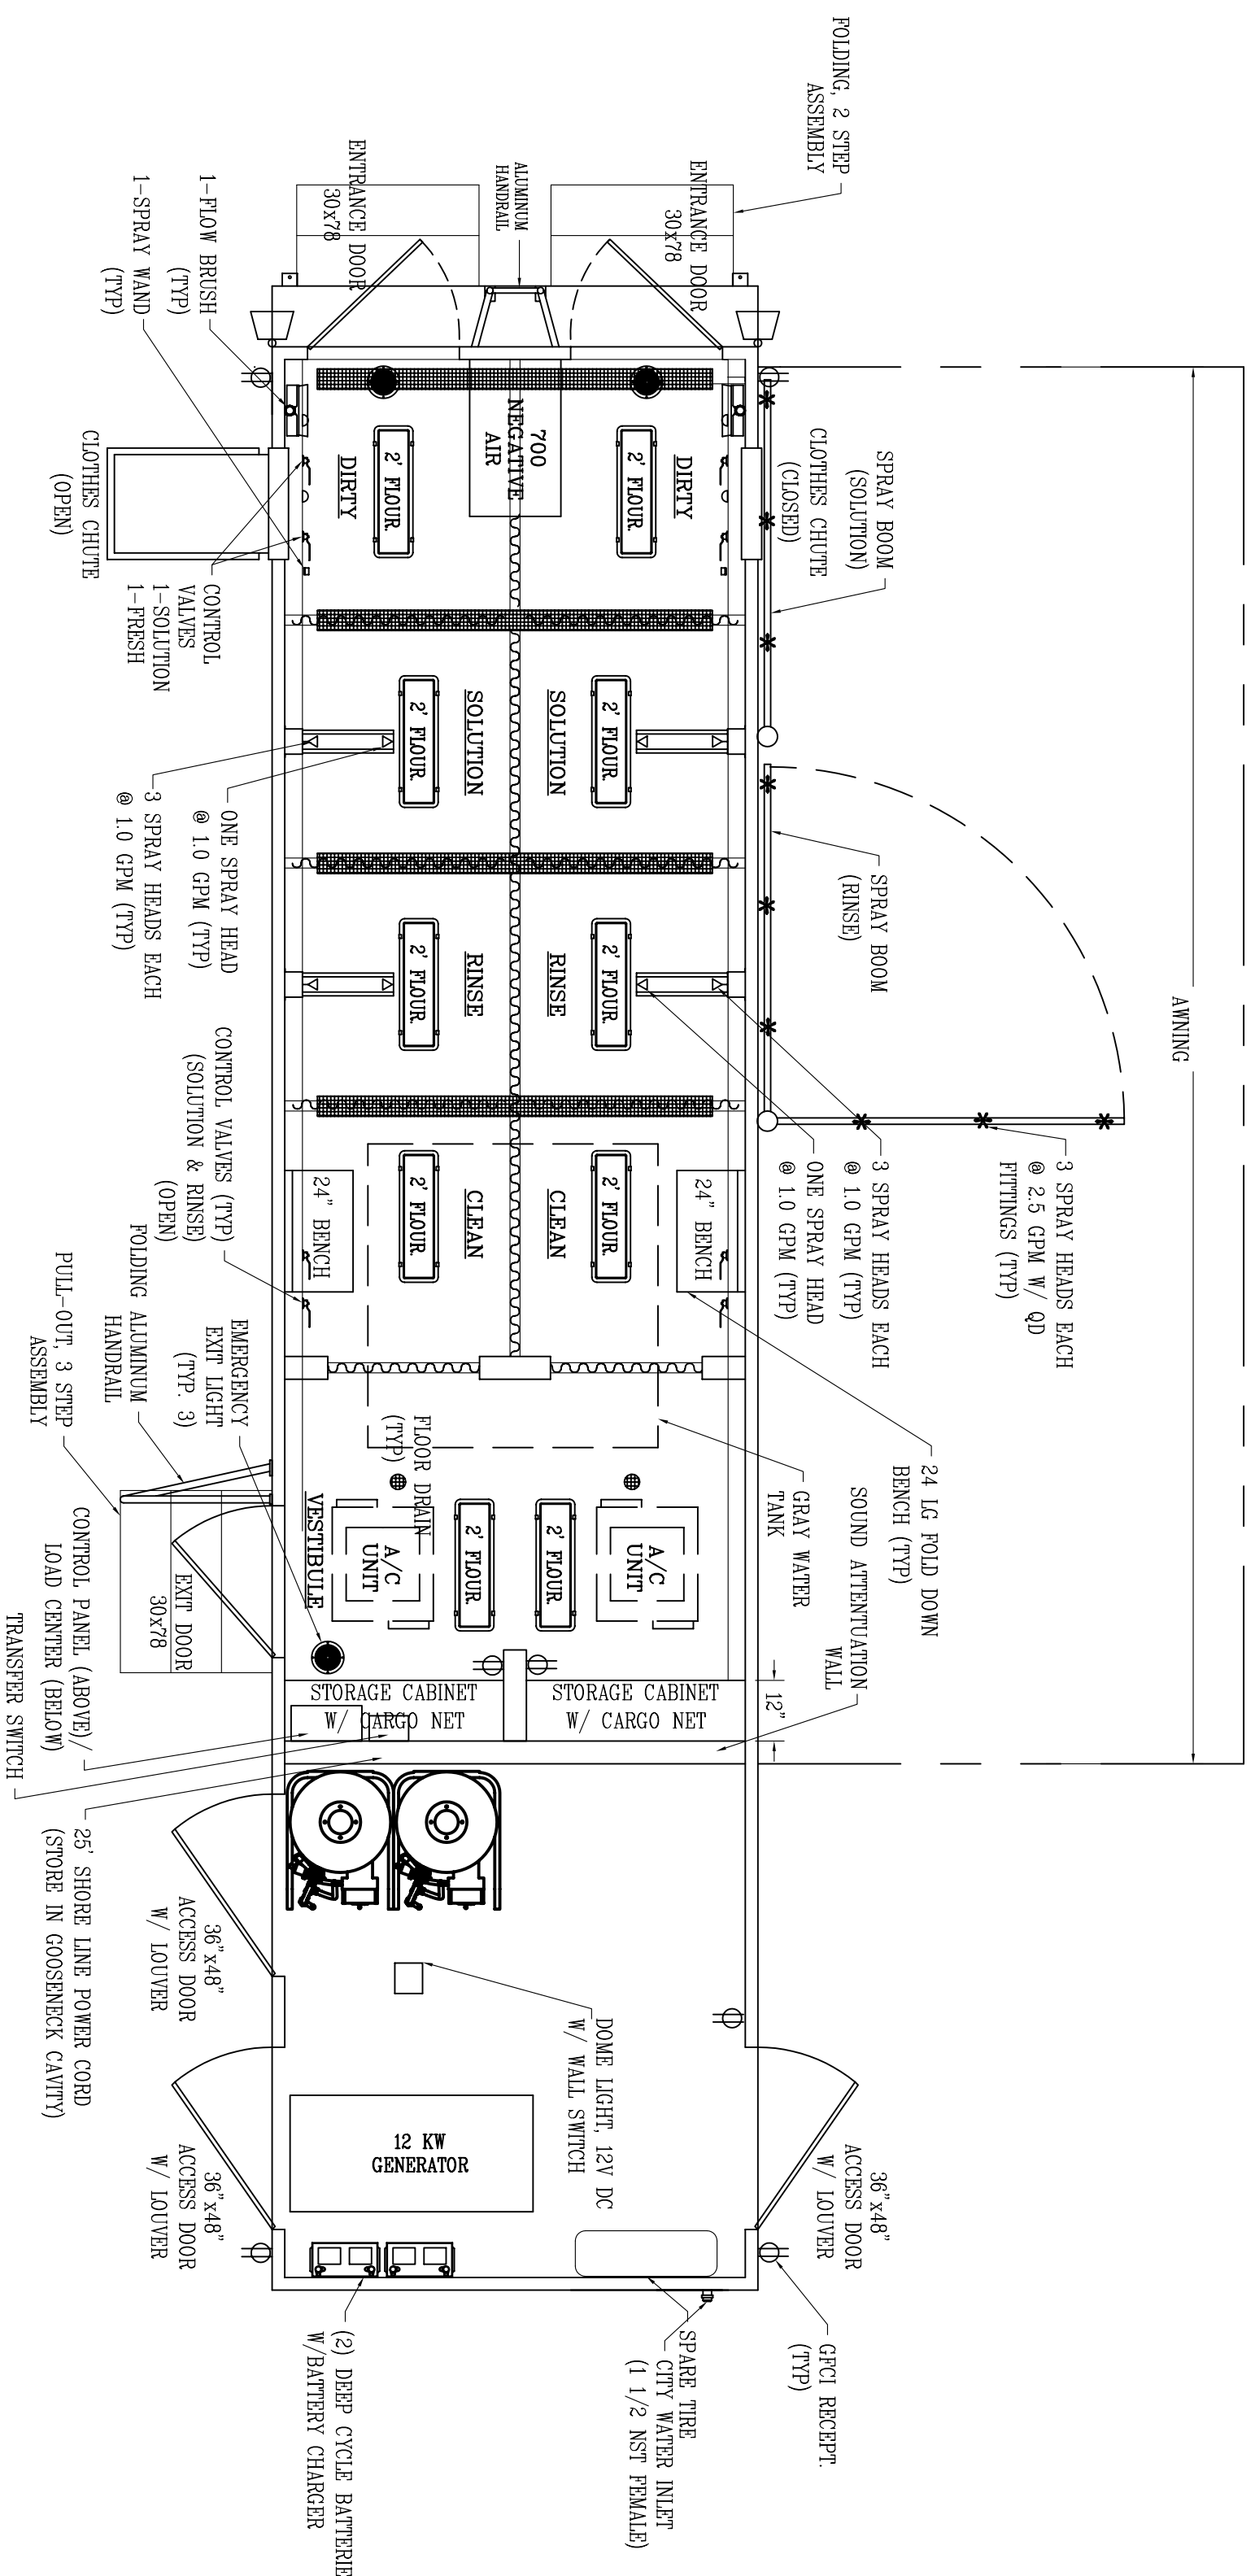 FOLDING, 2 STEP
ASSEMBLY
ENTRANCE DOOR
30x78
ALUMINUM
HANDRAIL
ENTRANCE DOOR
30x78
1-FLOW BRUSH
(TYP)
1-SPRAY WAND
(TYP)
CLOTHES CHUTE
(OPEN)
CONTROL
VALVES
1-SOLUTION
1-FRESH
SPRAY BOOM
(SOLUTION)
CLOTHES CHUTE
(CLOSED)
DIRTY
2' FLOUR.
700
NEGATIVE
AIR
2' FLOUR.
DIRTY
AWNING
SPRAY BOOM
(RINSE)
2' FLOUR.
SOLUTION
SOLUTION
2' FLOUR.
ONE SPRAY HEAD
@ 1.0 GPM (TYP)
3 SPRAY HEADS EACH
@ 1.0 GPM (TYP)
2' FLOUR.
RINSE
RINSE
2' FLOUR.
3 SPRAY HEADS EACH
@ 2.5 GPM W/ QD
FITTINGS (TYP)
3 SPRAY HEADS EACH
@ 1.0 GPM (TYP)
ONE SPRAY HEAD
@ 1.0 GPM (TYP)
24" BENCH
2' FLOUR.
CLEAN
CLEAN
2' FLOUR.
24" BENCH
CONTROL VALVES (TYP)
(SOLUTION & RINSE)
(OPEN)
EMERGENCY
EXIT LIGHT
(TYP. 3)
FOLDING ALUMINUM
HANDRAIL
PULL-OUT, 3 STEP
ASSEMBLY
24 LG FOLD DOWN
BENCH (TYP)
GRAY WATER
TANK
SOUND ATTENTUATION
WALL
FLOOR DRAIN
(TYP)
A/C
UNIT
2' FLOUR.
2' FLOUR.
A/C
UNIT
VESTIBULE
EXIT DOOR
30x78
12"
STORAGE CABINET
W/ CARGO NET
STORAGE CABINET
W/ CARGO NET
CONTROL PANEL (ABOVE)/
LOAD CENTER (BELOW)
TRANSFER SWITCH
25' SHORE LINE POWER CORD
(STORE IN GOOSENECK CAVITY)
36"x48"
ACCESS DOOR
W/ LOUVER
DOME LIGHT, 12V DC
W/ WALL SWITCH
12 KW
GENERATOR
36"x48"
ACCESS DOOR
W/ LOUVER
36"x48"
ACCESS DOOR
W/ LOUVER
GFCI RECEPT.
(TYP)
SPARE TIRE
CITY WATER INLET
(1 1/2 NST FEMALE)
(2) DEEP CYCLE BATTERIE
W/BATTERY CHARGER